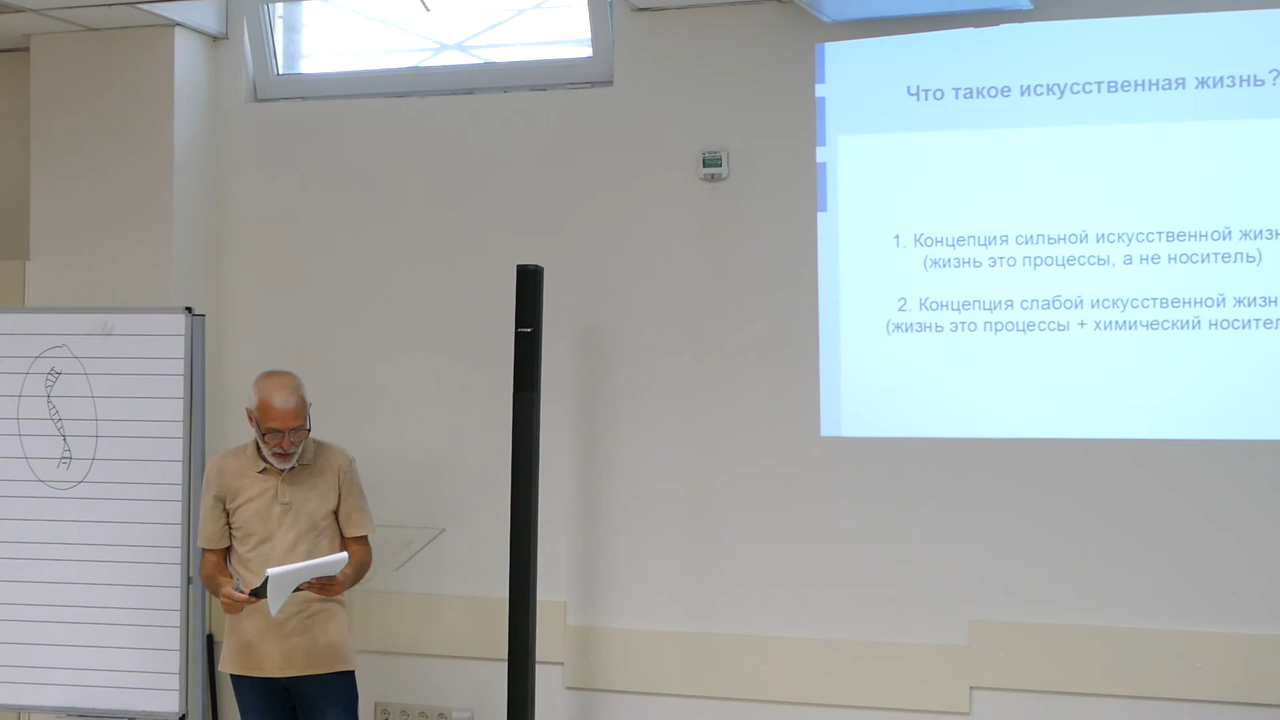 Что такое искусственная жизнь?
1. Концепция сильной искусственной жизн
(жизнь это процессы, а не носитель)
2. Концепция слабой искусственной жизн
(жизнь это процессы + химический носител
BOSE